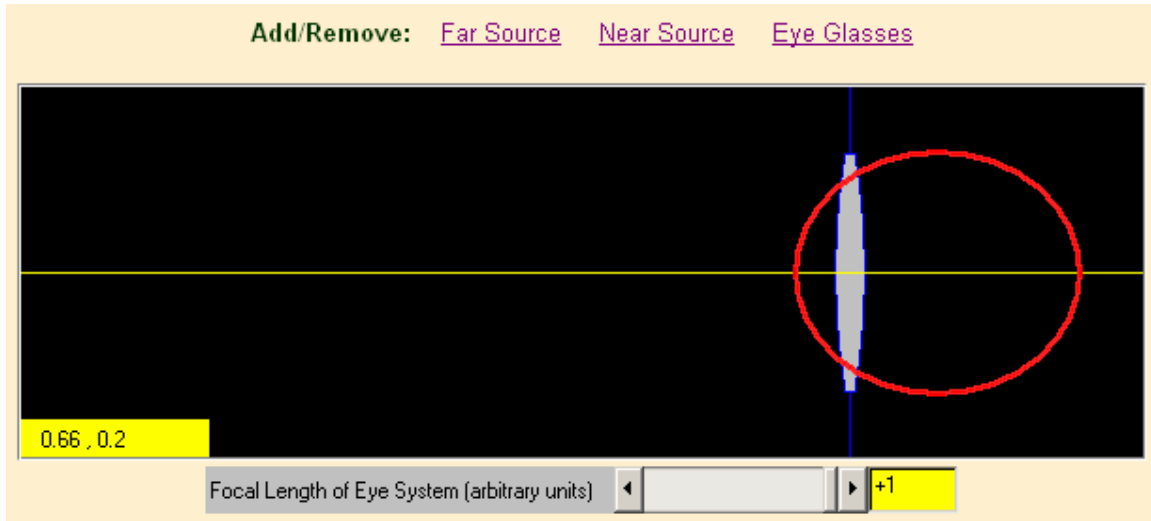 Add/Remove: Far Source Near Source Eye Glasses
0.66 , 0.2
Focal Length of Eye System (arbitrary units) +1